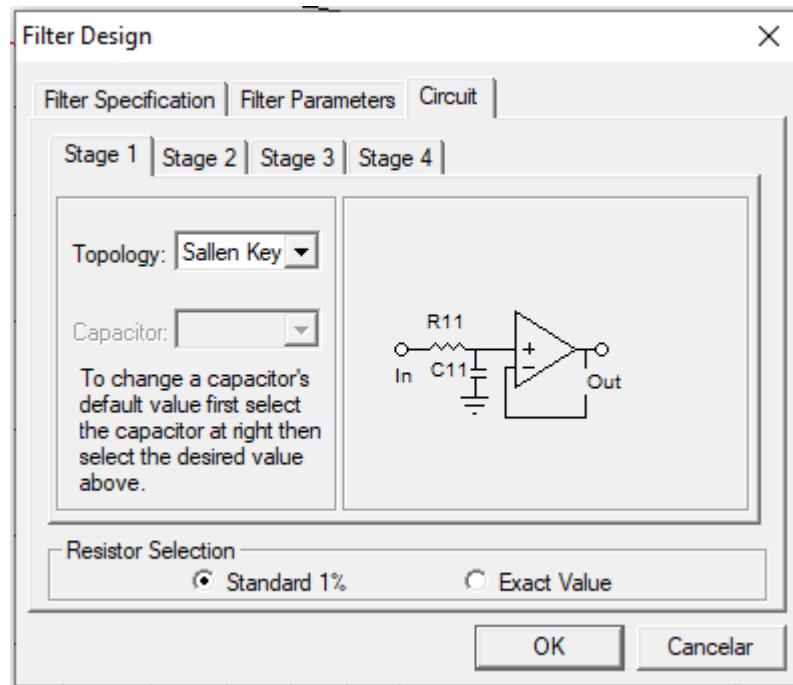 Filter Design
Filter Specification
Filter Parameters
Circuit
Stage 1
Stage 2
Stage 3
Stage 4
Topology: Sallen Key
Capacitor:
To change a capacitor's
default value first select
the capacitor at right then
select the desired value
above.
R11
In
C11
+
−
Out
Resistor Selection
Standard 1%
Exact Value
OK
Cancelar